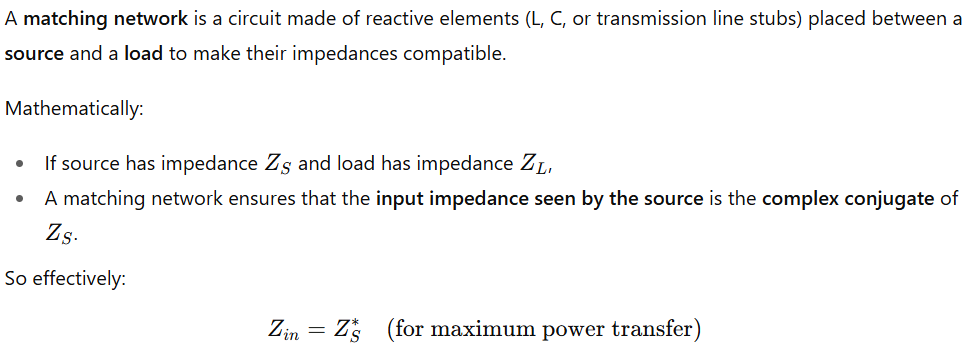 A matching network is a circuit made of reactive elements (L, C, or transmission line stubs) placed between a
source and a load to make their impedances compatible.
Mathematically:
• If source has impedance Z_S and load has impedance Z_L,
• A matching network ensures that the input impedance seen by the source is the complex conjugate of
Z_S.
So effectively:
Z_{in} = Z_S^* (for maximum power transfer)